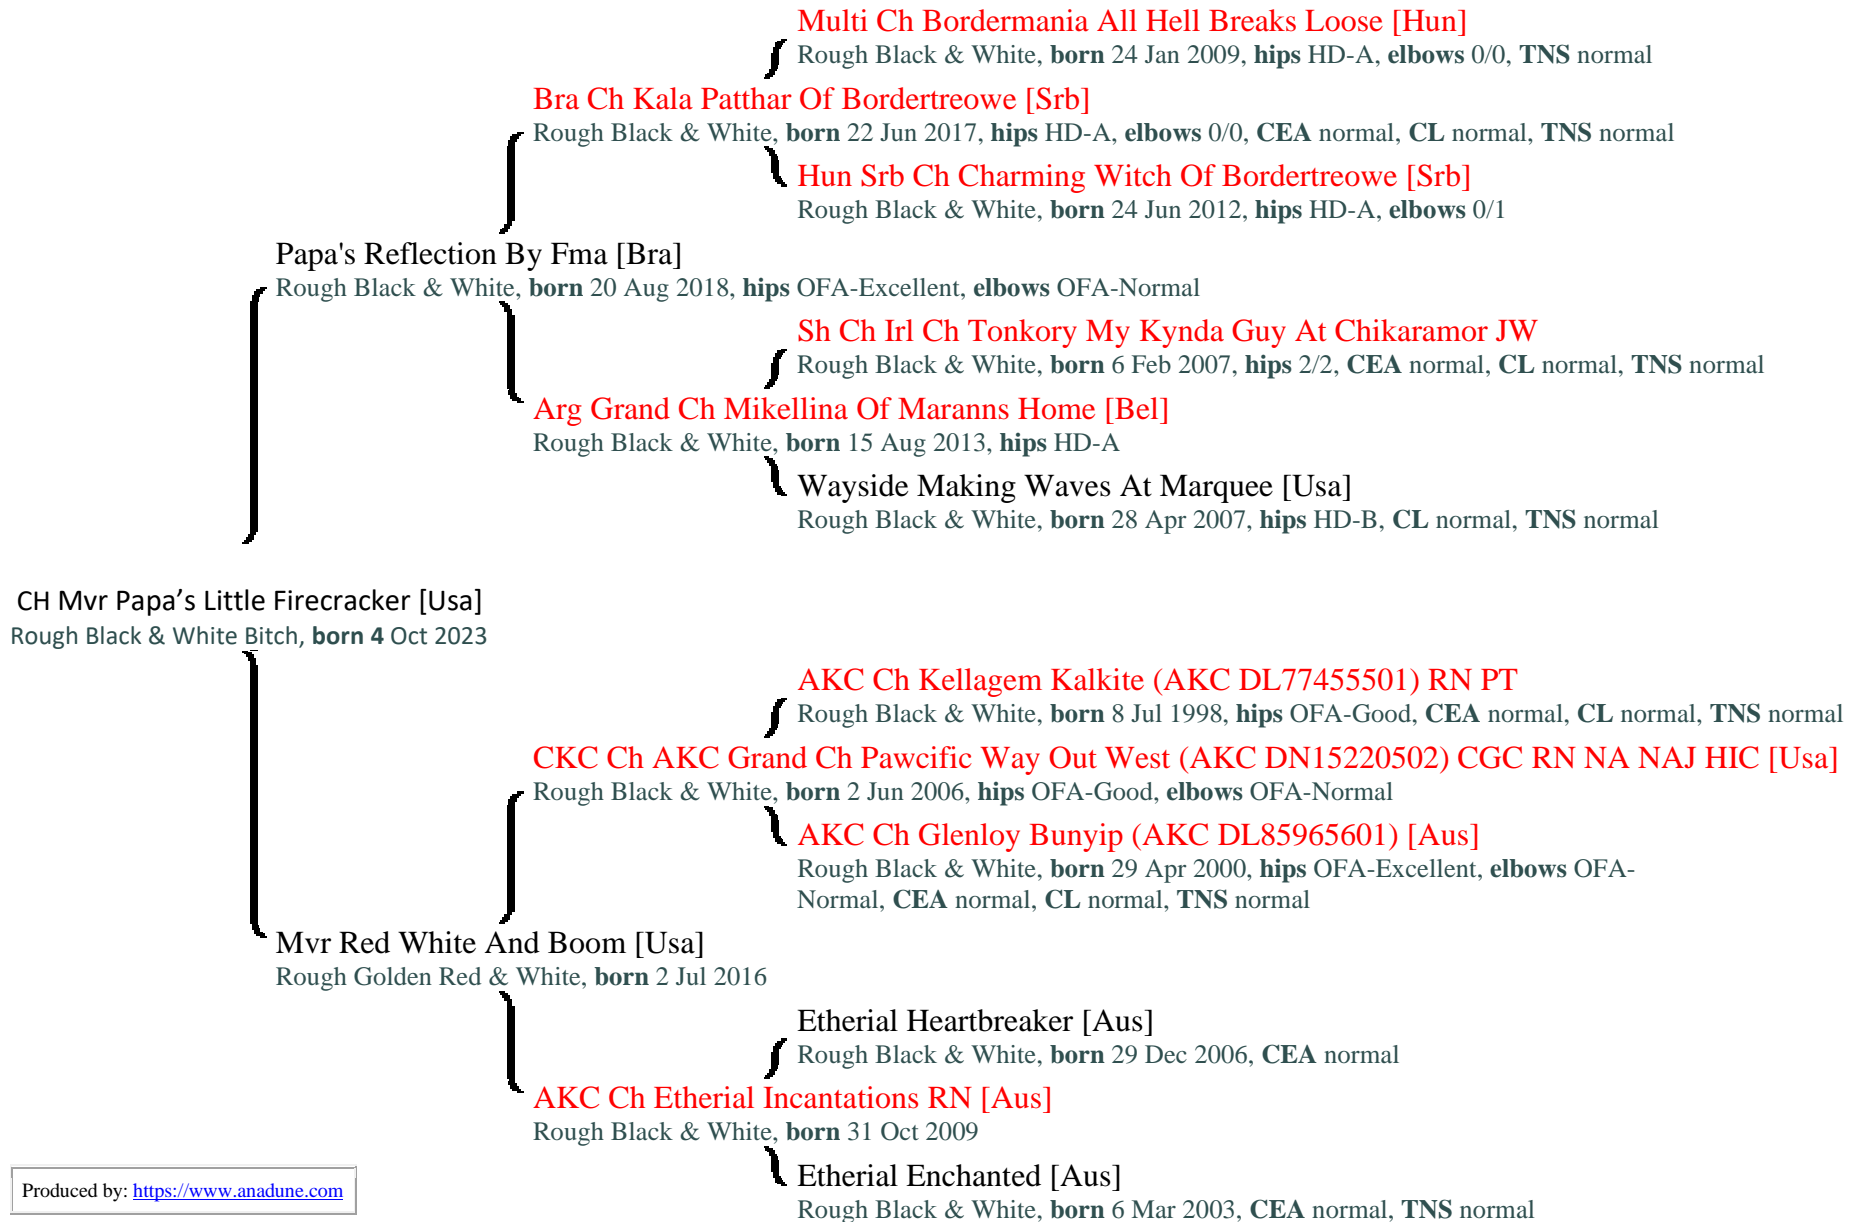 Multi Ch Bordermania All Hell Breaks Loose [Hun]
Rough Black & White, born 24 Jan 2009, hips HD-A, elbows 0/0, TNS normal
Bra Ch Kala Patthar Of Bordertreowe [Srb]
Rough Black & White, born 22 Jun 2017, hips HD-A, elbows 0/0, CEA normal, CL normal, TNS normal
Hun Srb Ch Charming Witch Of Bordertreowe [Srb]
Rough Black & White, born 24 Jun 2012, hips HD-A, elbows 0/1
Papa's Reflection By Fma [Bra]
Rough Black & White, born 20 Aug 2018, hips OFA-Excellent, elbows OFA-Normal
Sh Ch Irl Ch Tonkory My Kynda Guy At Chikaramor JW
Rough Black & White, born 6 Feb 2007, hips 2/2, CEA normal, CL normal, TNS normal
Arg Grand Ch Mikellina Of Maranns Home [Bel]
Rough Black & White, born 15 Aug 2013, hips HD-A
Wayside Making Waves At Marquee [Usa]
Rough Black & White, born 28 Apr 2007, hips HD-B, CL normal, TNS normal
CH Mvr Papa’s Little Firecracker [Usa]
Rough Black & White Bitch, born 4 Oct 2023
AKC Ch Kellagem Kalkite (AKC DL77455501) RN PT
Rough Black & White, born 8 Jul 1998, hips OFA-Good, CEA normal, CL normal, TNS normal
CKC Ch AKC Grand Ch Pawcific Way Out West (AKC DN15220502) CGC RN NA NAJ HIC [Usa]
Rough Black & White, born 2 Jun 2006, hips OFA-Good, elbows OFA-Normal
AKC Ch Glenloy Bunyip (AKC DL85965601) [Aus]
Rough Black & White, born 29 Apr 2000, hips OFA-Excellent, elbows OFA-
Normal, CEA normal, CL normal, TNS normal
Mvr Red White And Boom [Usa]
Rough Golden Red & White, born 2 Jul 2016
Etherial Heartbreaker [Aus]
Rough Black & White, born 29 Dec 2006, CEA normal
AKC Ch Etherial Incantations RN [Aus]
Rough Black & White, born 31 Oct 2009
Etherial Enchanted [Aus]
Rough Black & White, born 6 Mar 2003, CEA normal, TNS normal
Produced by: https://www.anadune.com